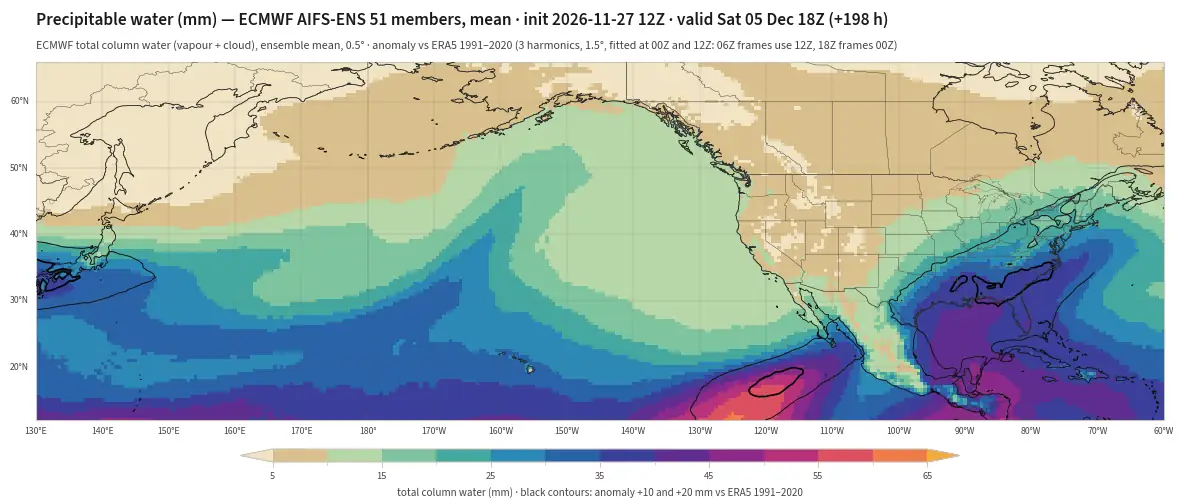 Precipitable water (mm) — ECMWF AIFS-ENS 51 members, mean · init 2026-11-27 12Z · valid Sat 05 Dec 18Z (+198 h)
ECMWF total column water (vapour + cloud), ensemble mean, 0.5° · anomaly vs ERA5 1991–2020 (3 harmonics, 1.5°, fitted at 00Z and 12Z: 06Z frames use 12Z, 18Z frames 00Z)
60°N
50°N
40°N
30°N
20°N
130°E 140°E 150°E 160°E 170°E 180° 170°W 160°W 150°W 140°W 130°W 120°W 110°W 100°W 90°W 80°W 70°W 60°W
5 15 25 35 45 55 65
total column water (mm) · black contours: anomaly +10 and +20 mm vs ERA5 1991–2020